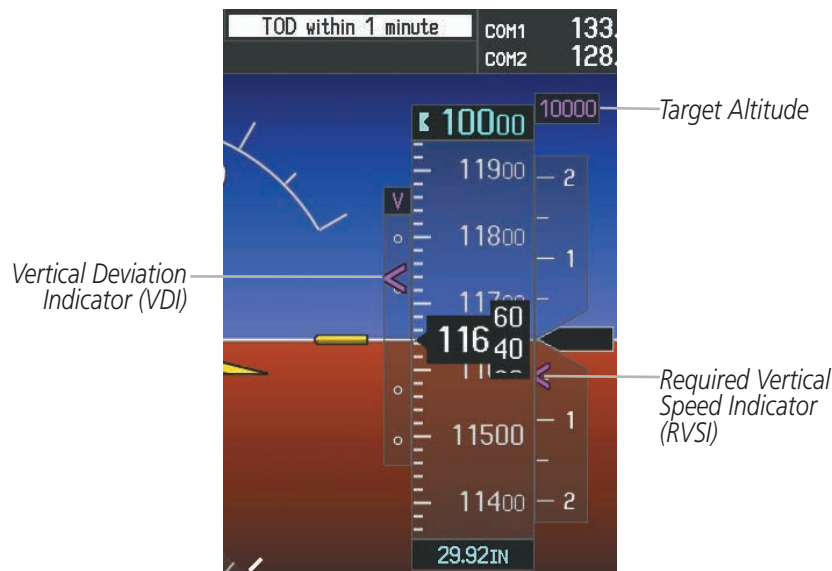 TOD within 1 minute
COM1 133.
COM2 128.
10000
10000
Target Altitude
11900
2
V
11800
1
Vertical Deviation
Indicator (VDI)
60
116 40
Required Vertical
Speed Indicator
(RVSI)
1
11500
11400
2
29.92IN